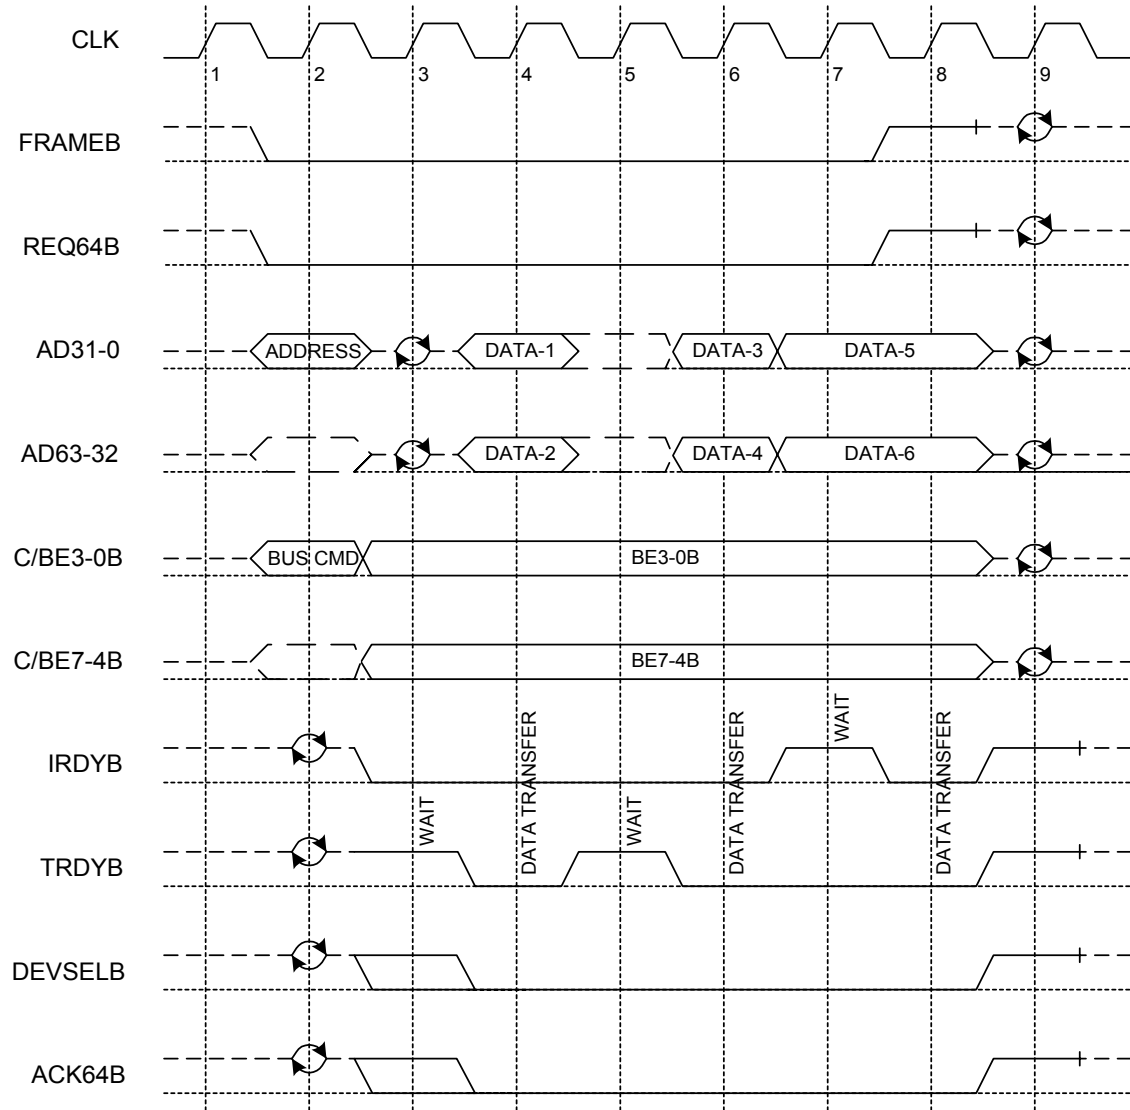 CLK
1 2 3 4 5 6 7 8 9
FRAMEB
REQ64B
AD31-0 ADDRESS DATA-1 DATA-3 DATA-5
AD63-32 DATA-2 DATA-4 DATA-6
C/BE3-0B BUS CMD BE3-0B
C/BE7-4B BE7-4B
IRDYB
WAIT
DATA TRANSFER
WAIT
DATA TRANSFER
WAIT
DATA TRANSFER
TRDYB
DEVSELB
ACK64B